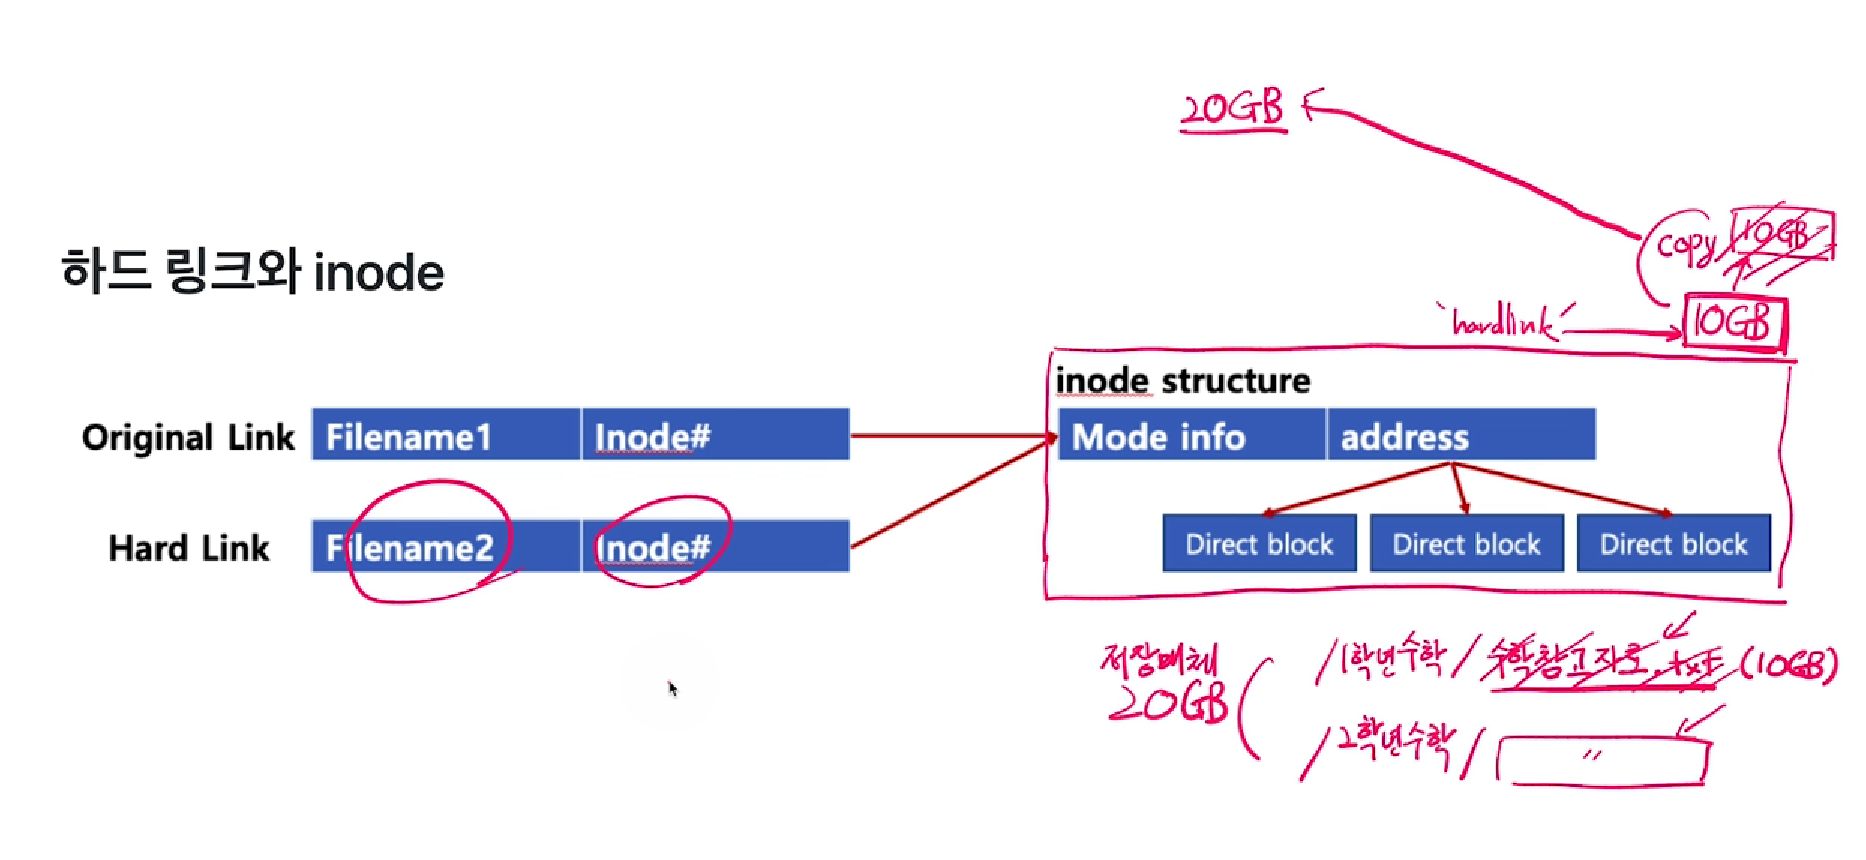 20GB
copy 10GB
하드 링크와 inode
`hardlink´ 10GB
inode structure
Original Link Filename1 Inode# Mode info address
Hard Link Filename2 Inode# Direct block Direct block Direct block
저장매체 /1학년수학/수학참고자료.txt (10GB)
20GB
/2학년수학/ "